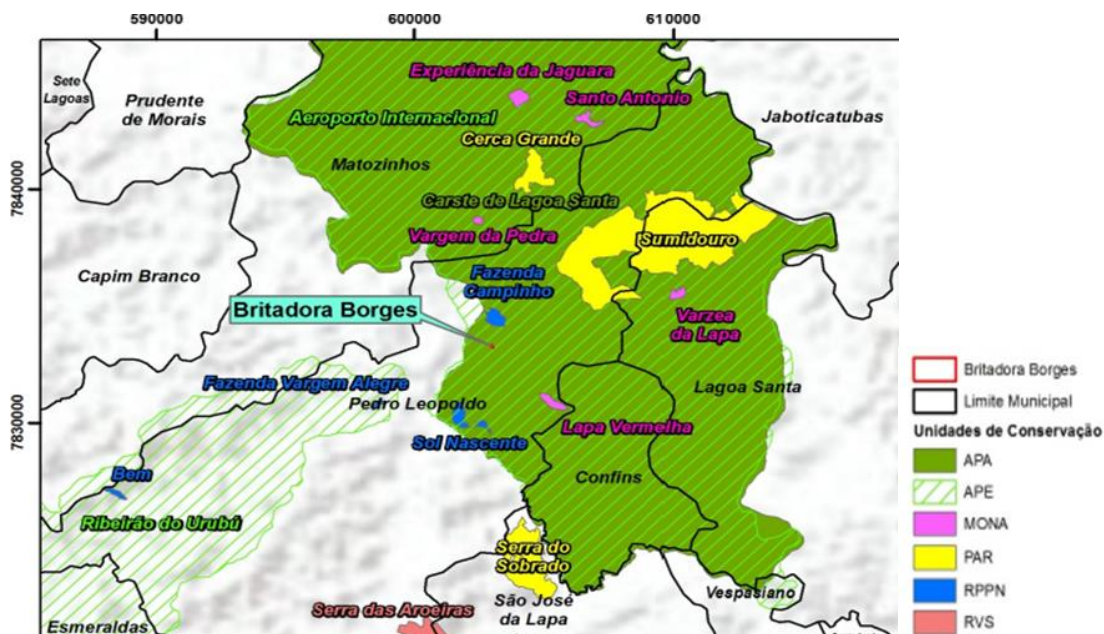 590000
600000
610000
7840000
7830000
Sete
Lagoas
Prudente
de Morais
Experiência da Jaguara
Santo Antonio
Jaboticatubas
Aeroporto Internacional
Cerca Grande
Matozinhos
Carste de Lagoa Santa
Vargem da Pedra
Sumidouro
Capim Branco
Fazenda
Campinho
Britadora Borges
Varzea
da Lapa
Fazenda Vargem Alegre
Pedro Leopoldo
Lagoa Santa
Sol Nascente
Lapa Vermelha
Bem
Confins
Ribeirão do Urubú
Serra do
Sobrado
Vespasiano
Serra das Aroeiras
São José
da Lapa
Esmeraldas
Britadora Borges
Limite Municipal
Unidades de Conservação
APA
APE
MONA
PAR
RPPN
RVS